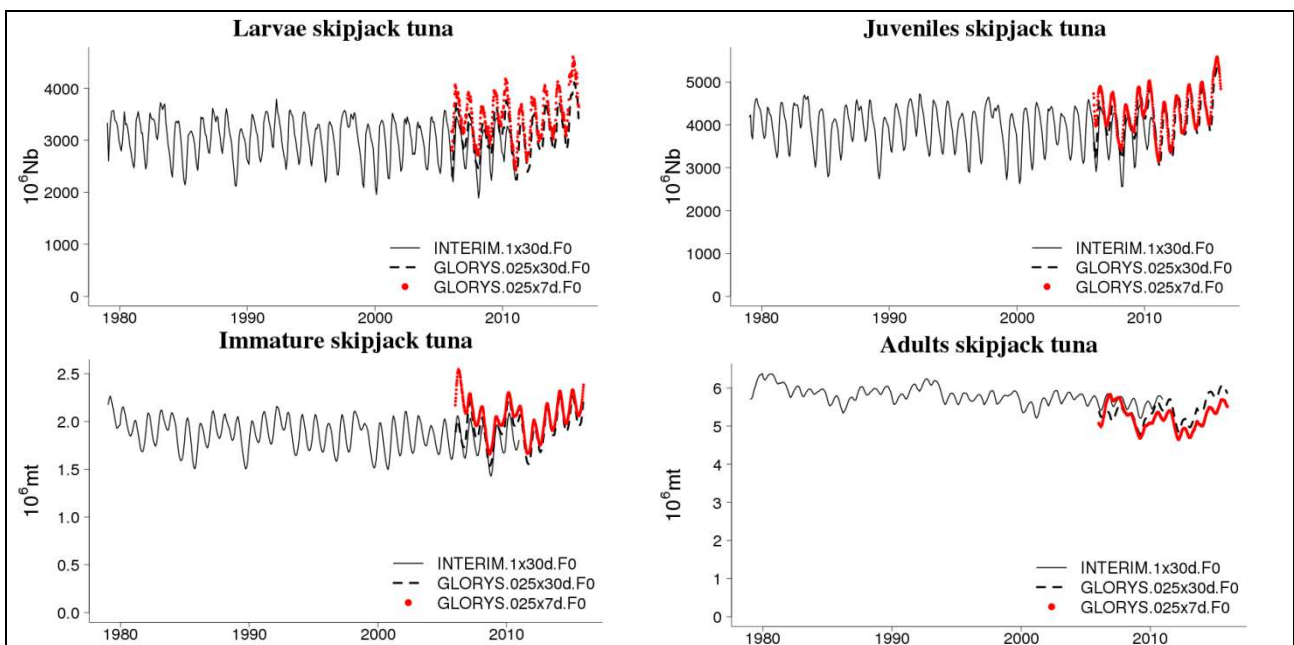 Larvae skipjack tuna
10⁶Nb
4000
3000
2000
1000
0
INTERIM.1x30d.F0
GLORYS.025x30d.F0
GLORYS.025x7d.F0
1980 1990 2000 2010
Juveniles skipjack tuna
10⁶Nb
5000
4000
3000
2000
1000
0
INTERIM.1x30d.F0
GLORYS.025x30d.F0
GLORYS.025x7d.F0
1980 1990 2000 2010
Immature skipjack tuna
10⁶mt
2.5
2.0
1.5
1.0
0.5
0.0
INTERIM.1x30d.F0
GLORYS.025x30d.F0
GLORYS.025x7d.F0
1980 1990 2000 2010
Adults skipjack tuna
10⁶mt
6
5
4
3
2
1
0
INTERIM.1x30d.F0
GLORYS.025x30d.F0
GLORYS.025x7d.F0
1980 1990 2000 2010